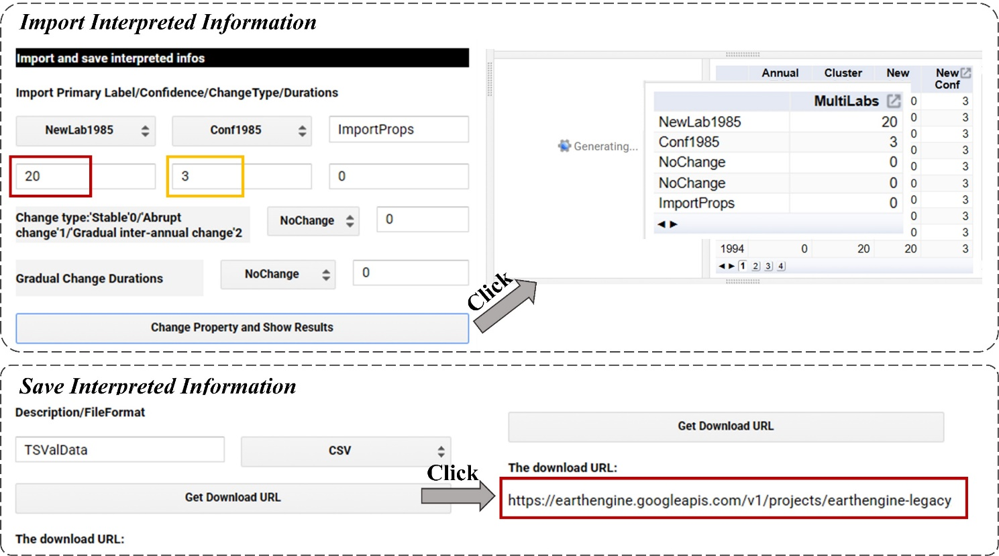 Import Interpreted Information
Import and save interpreted infos
Import Primary Label/Confidence/ChangeType/Durations
NewLab1985 Conf1985 ImportProps
20 3 0
Change type:'Stable'0/'Abrupt
change'1/'Gradual inter-annual change'2
NoChange 0
Gradual Change Durations NoChange 0
Change Property and Show Results
Click
Generating...
Annual Cluster New New
Conf
MultiLabs
NewLab1985 20
Conf1985 3
NoChange 0
NoChange 0
ImportProps 0
0 3
0 3
0 3
0 3
0 3
0 3
0 3
0 3
0 3
1994 0 20 20 3
1 2 3 4
Save Interpreted Information
Description/FileFormat
TSValData CSV
Get Download URL
The download URL:
Click
Get Download URL
The download URL:
https://earthengine.googleapis.com/v1/projects/earthengine-legacy